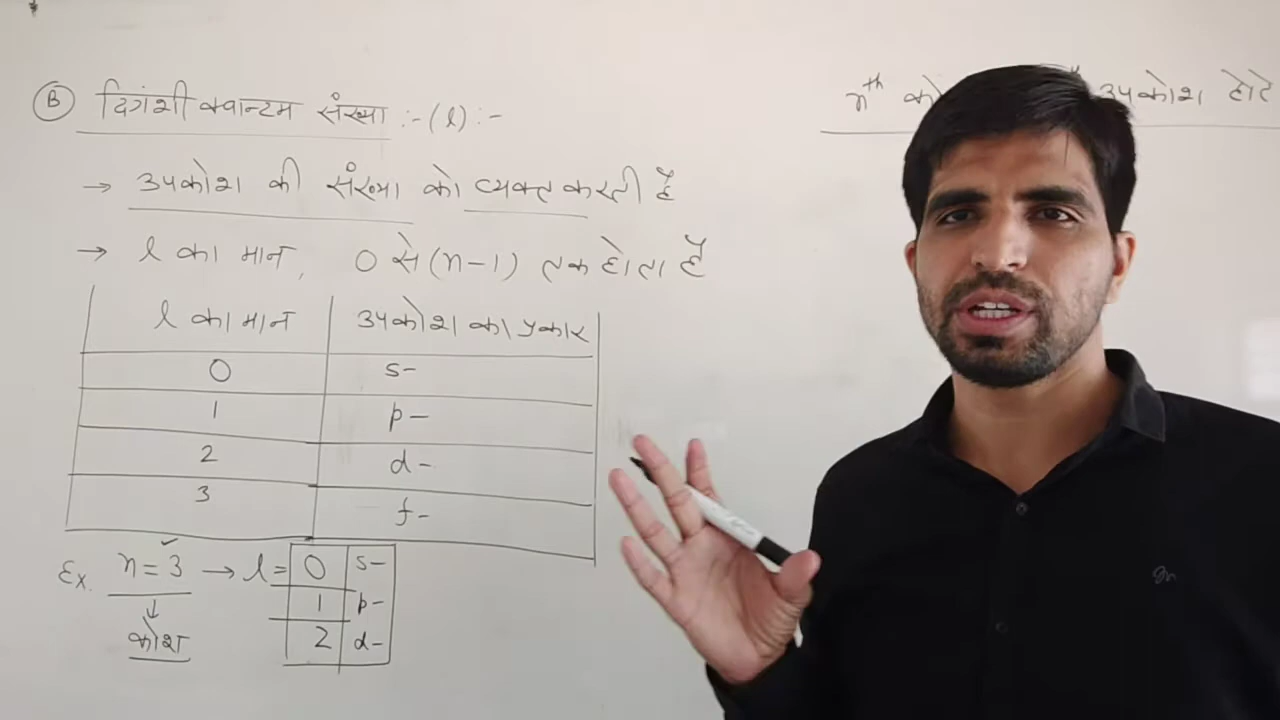 B दिगंशी क्वान्टम संख्या :- (l) :-
→ उपकोश की संख्या को व्यक्त करती है
→ l का मान, 0 से (n-1) तक होता है
l का मान उपकोश का प्रकार
0 s-
1 p-
2 d-
3 f-
Ex. n = 3 → l = 0 s-
1 p-
कोश 2 d-
nth उपकोश होते